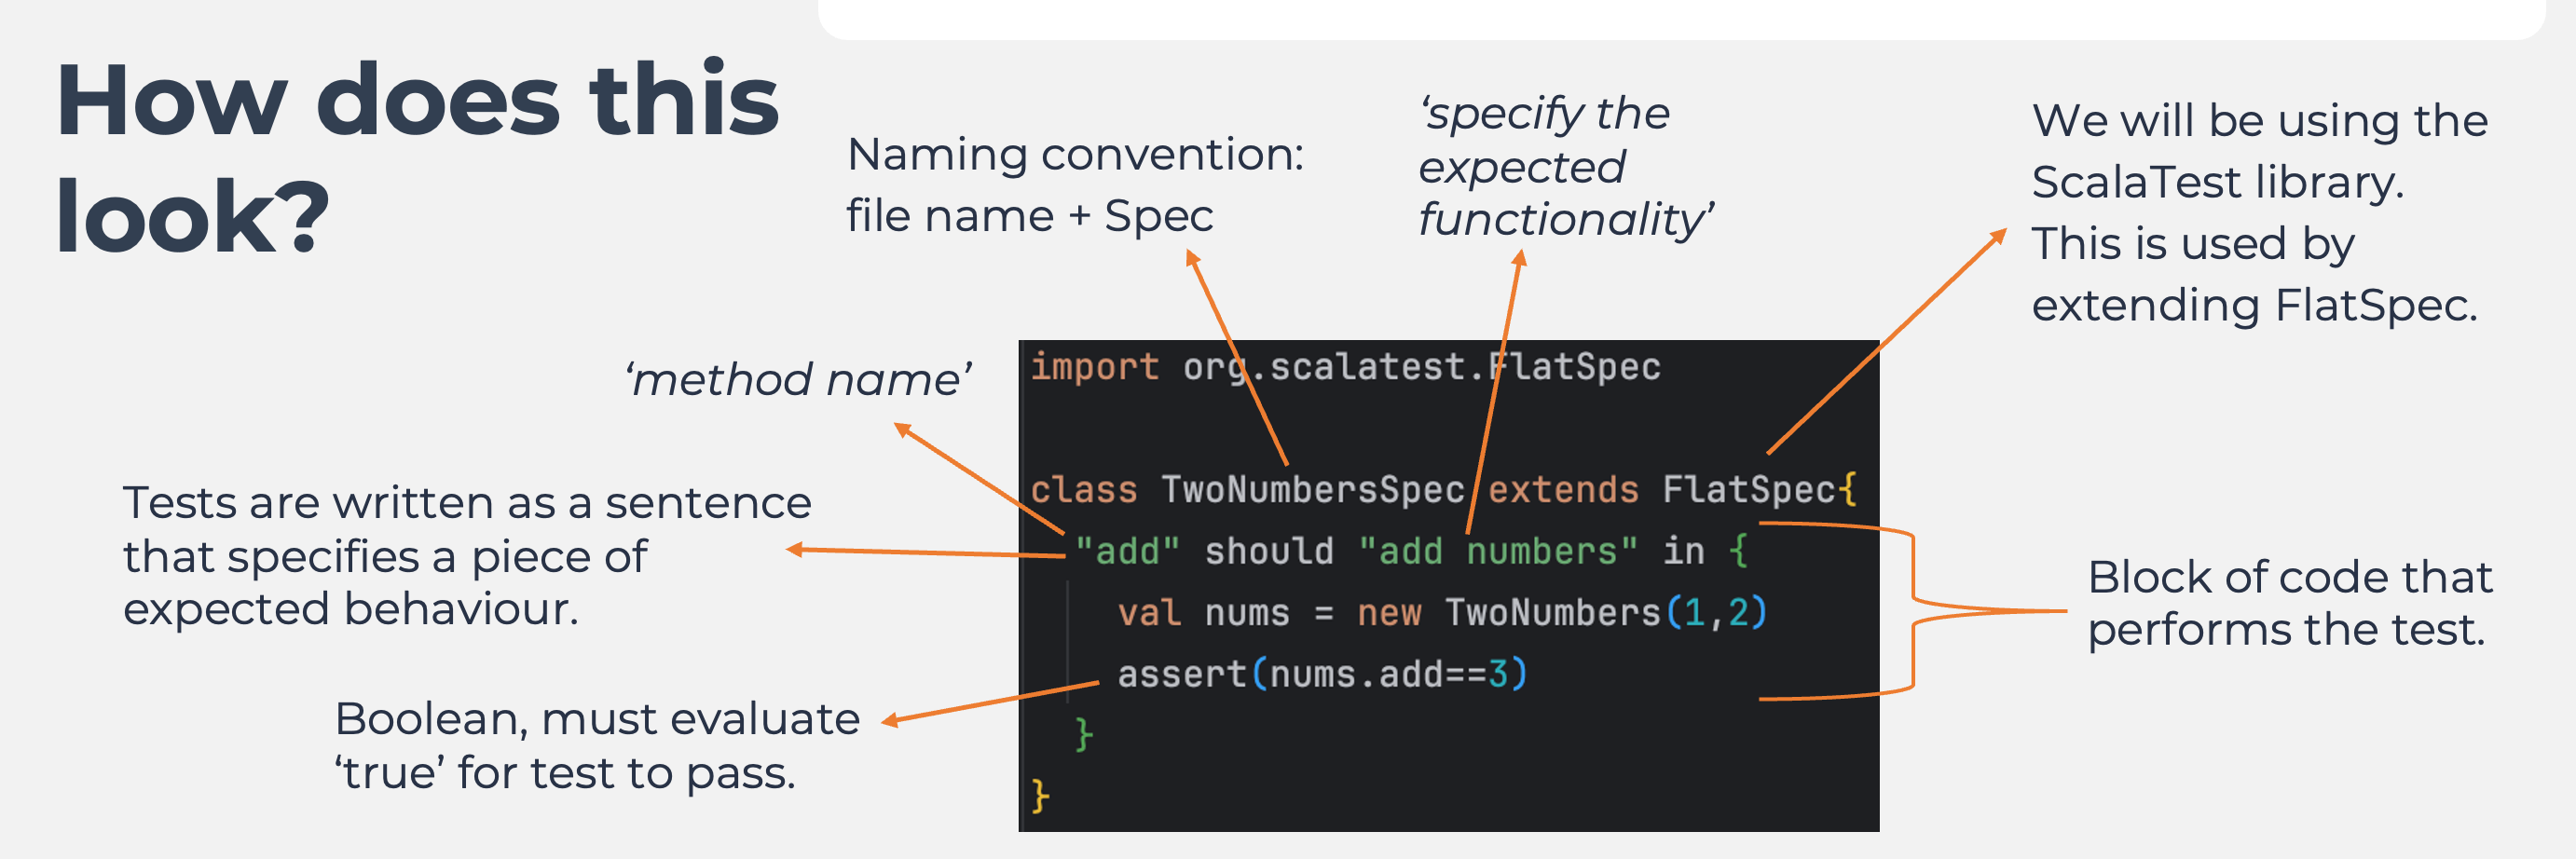 How does this
look?
Naming convention:
file name + Spec
‘specify the
expected
functionality’
We will be using the
ScalaTest library.
This is used by
extending FlatSpec.
‘method name’
Tests are written as a sentence
that specifies a piece of
expected behaviour.
Boolean, must evaluate
‘true’ for test to pass.
import org.scalatest.FlatSpec
class TwoNumbersSpec extends FlatSpec{
"add" should "add numbers" in {
val nums = new TwoNumbers(1,2)
assert(nums.add==3)
}
}
Block of code that
performs the test.